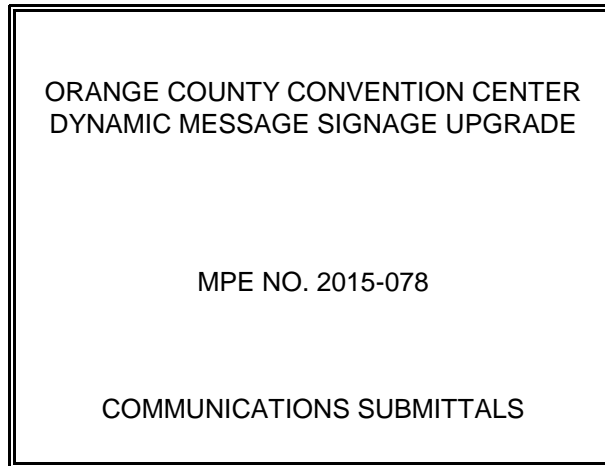 ORANGE COUNTY CONVENTION CENTER
DYNAMIC MESSAGE SIGNAGE UPGRADE
MPE NO. 2015-078
COMMUNICATIONS SUBMITTALS